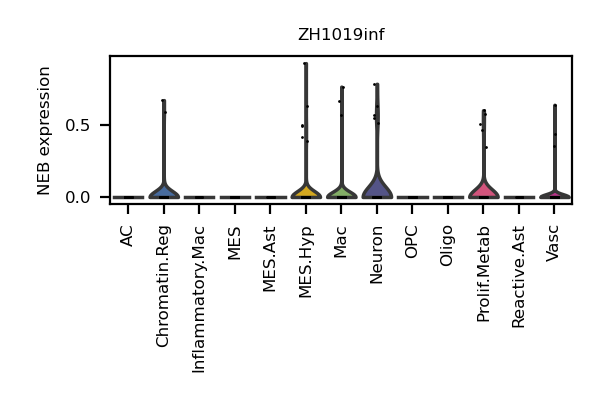 ZH1019inf
NEB expression
0.5
0.0
AC
Chromatin.Reg
Inflammatory.Mac
MES
MES.Ast
MES.Hyp
Mac
Neuron
OPC
Oligo
Prolif.Metab
Reactive.Ast
Vasc